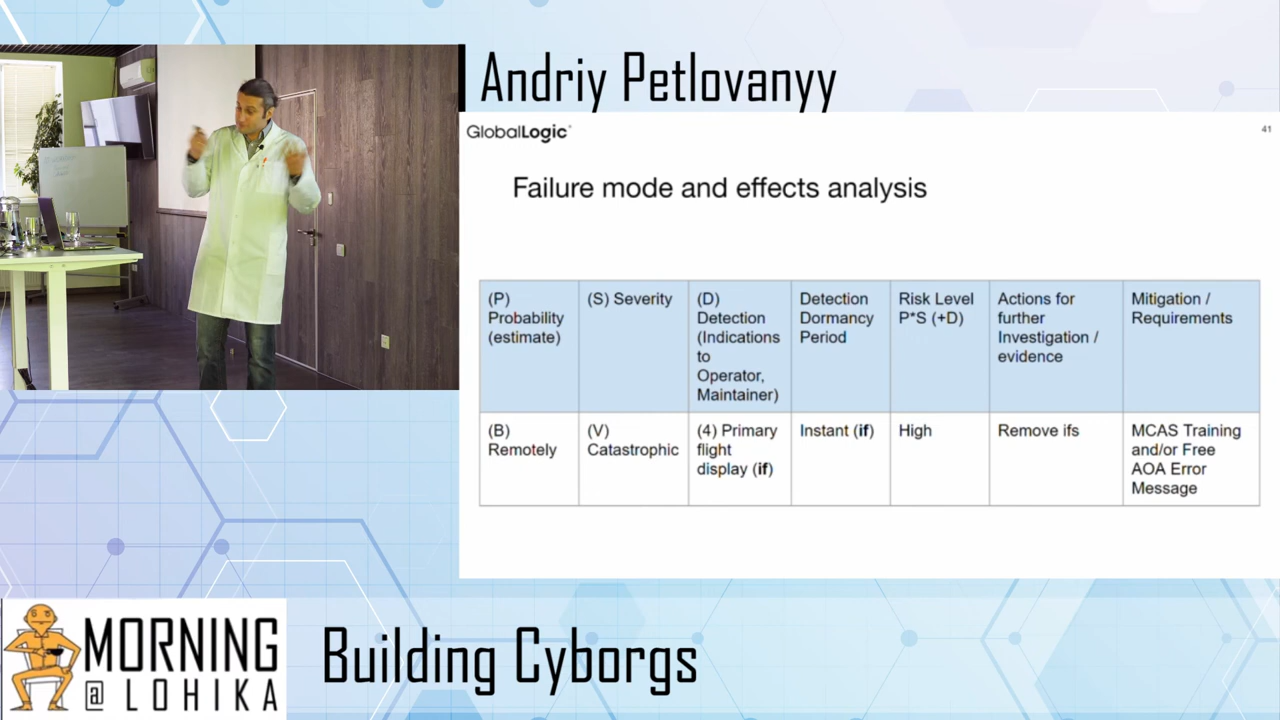 Andriy Petlovanyy
GlobalLogic
41
Failure mode and effects analysis
(P)
Probability
(estimate)
(S) Severity
(D)
Detection
(Indications
to
Operator,
Maintainer)
Detection
Dormancy
Period
Risk Level
P*S (+D)
Actions for
further
Investigation /
evidence
Mitigation /
Requirements
(B)
Remotely
(V)
Catastrophic
(4) Primary
flight
display (if)
Instant (if)
High
Remove ifs
MCAS Training
and/or Free
AOA Error
Message
MORNING
@ LOHIKA
Building Cyborgs